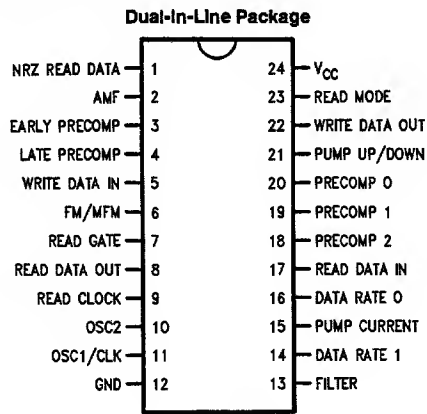 Dual-In-Line Package
NRZ READ DATA 1 24 VCC
AMF 2 23 READ MODE
EARLY PRECOMP 3 22 WRITE DATA OUT
LATE PRECOMP 4 21 PUMP UP/DOWN
WRITE DATA IN 5 20 PRECOMP 0
FM/MFM 6 19 PRECOMP 1
READ GATE 7 18 PRECOMP 2
READ DATA OUT 8 17 READ DATA IN
READ CLOCK 9 16 DATA RATE 0
OSC2 10 15 PUMP CURRENT
OSC1/CLK 11 14 DATA RATE 1
GND 12 13 FILTER